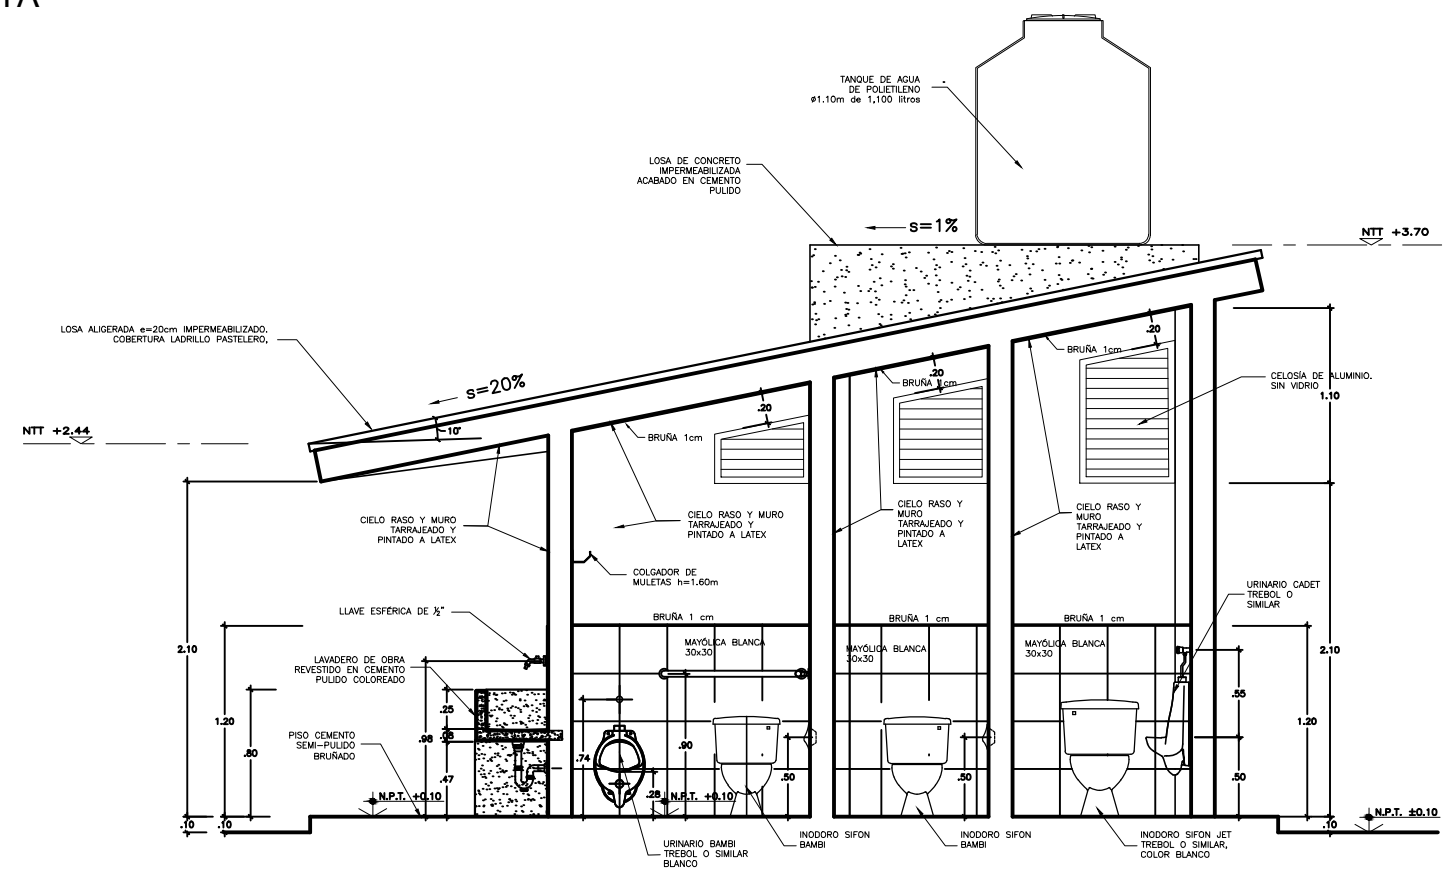 TANQUE DE AGUA
DE POLIETILENO
ø1.10m de 1,100 litros
LOSA DE CONCRETO
IMPERMEABILIZADA
ACABADO EN CEMENTO
PULIDO
s=1%
NTT +3.70
LOSA ALIGERADA e=20cm IMPERMEABILIZADO.
COBERTURA LADRILLO PASTELERO,
s=20%
10°
NTT +2.44
.20
BRUÑA 1cm
.20
BRUÑA 1cm
.20
BRUÑA 1cm
CELOSÍA DE ALUMINIO.
SIN VIDRIO
1.10
CIELO RASO Y MURO
TARRAJEADO Y
PINTADO A LATEX
CIELO RASO Y MURO
TARRAJEADO Y
PINTADO A LATEX
CIELO RASO Y
MURO
TARRAJEADO Y
PINTADO A
LATEX
CIELO RASO Y
MURO
TARRAJEADO Y
PINTADO A
LATEX
COLGADOR DE
MULETAS h=1.60m
URINARIO CADET
TREBOL O
SIMILAR
LLAVE ESFÉRICA DE ½"
BRUÑA 1 cm
BRUÑA 1 cm
BRUÑA 1 cm
MAYÓLICA BLANCA
30x30
MAYÓLICA BLANCA
30x30
MAYÓLICA BLANCA
30x30
LAVADERO DE OBRA
REVESTIDO EN CEMENTO
PULIDO COLOREADO
PISO CEMENTO
SEMI-PULIDO
BRUÑADO
2.10
1.20
.80
.98
.25
.08
.47
.74
.28
.90
.50
.50
.55
.50
1.20
2.10
N.P.T. +0.10
N.P.T. +0.10
N.P.T. ±0.10
.10
.10
.10
URINARIO BAMBI
TREBOL O SIMILAR
BLANCO
INODORO SIFON
BAMBI
INODORO SIFON
BAMBI
INODORO SIFON JET
TREBOL O SIMILAR,
COLOR BLANCO